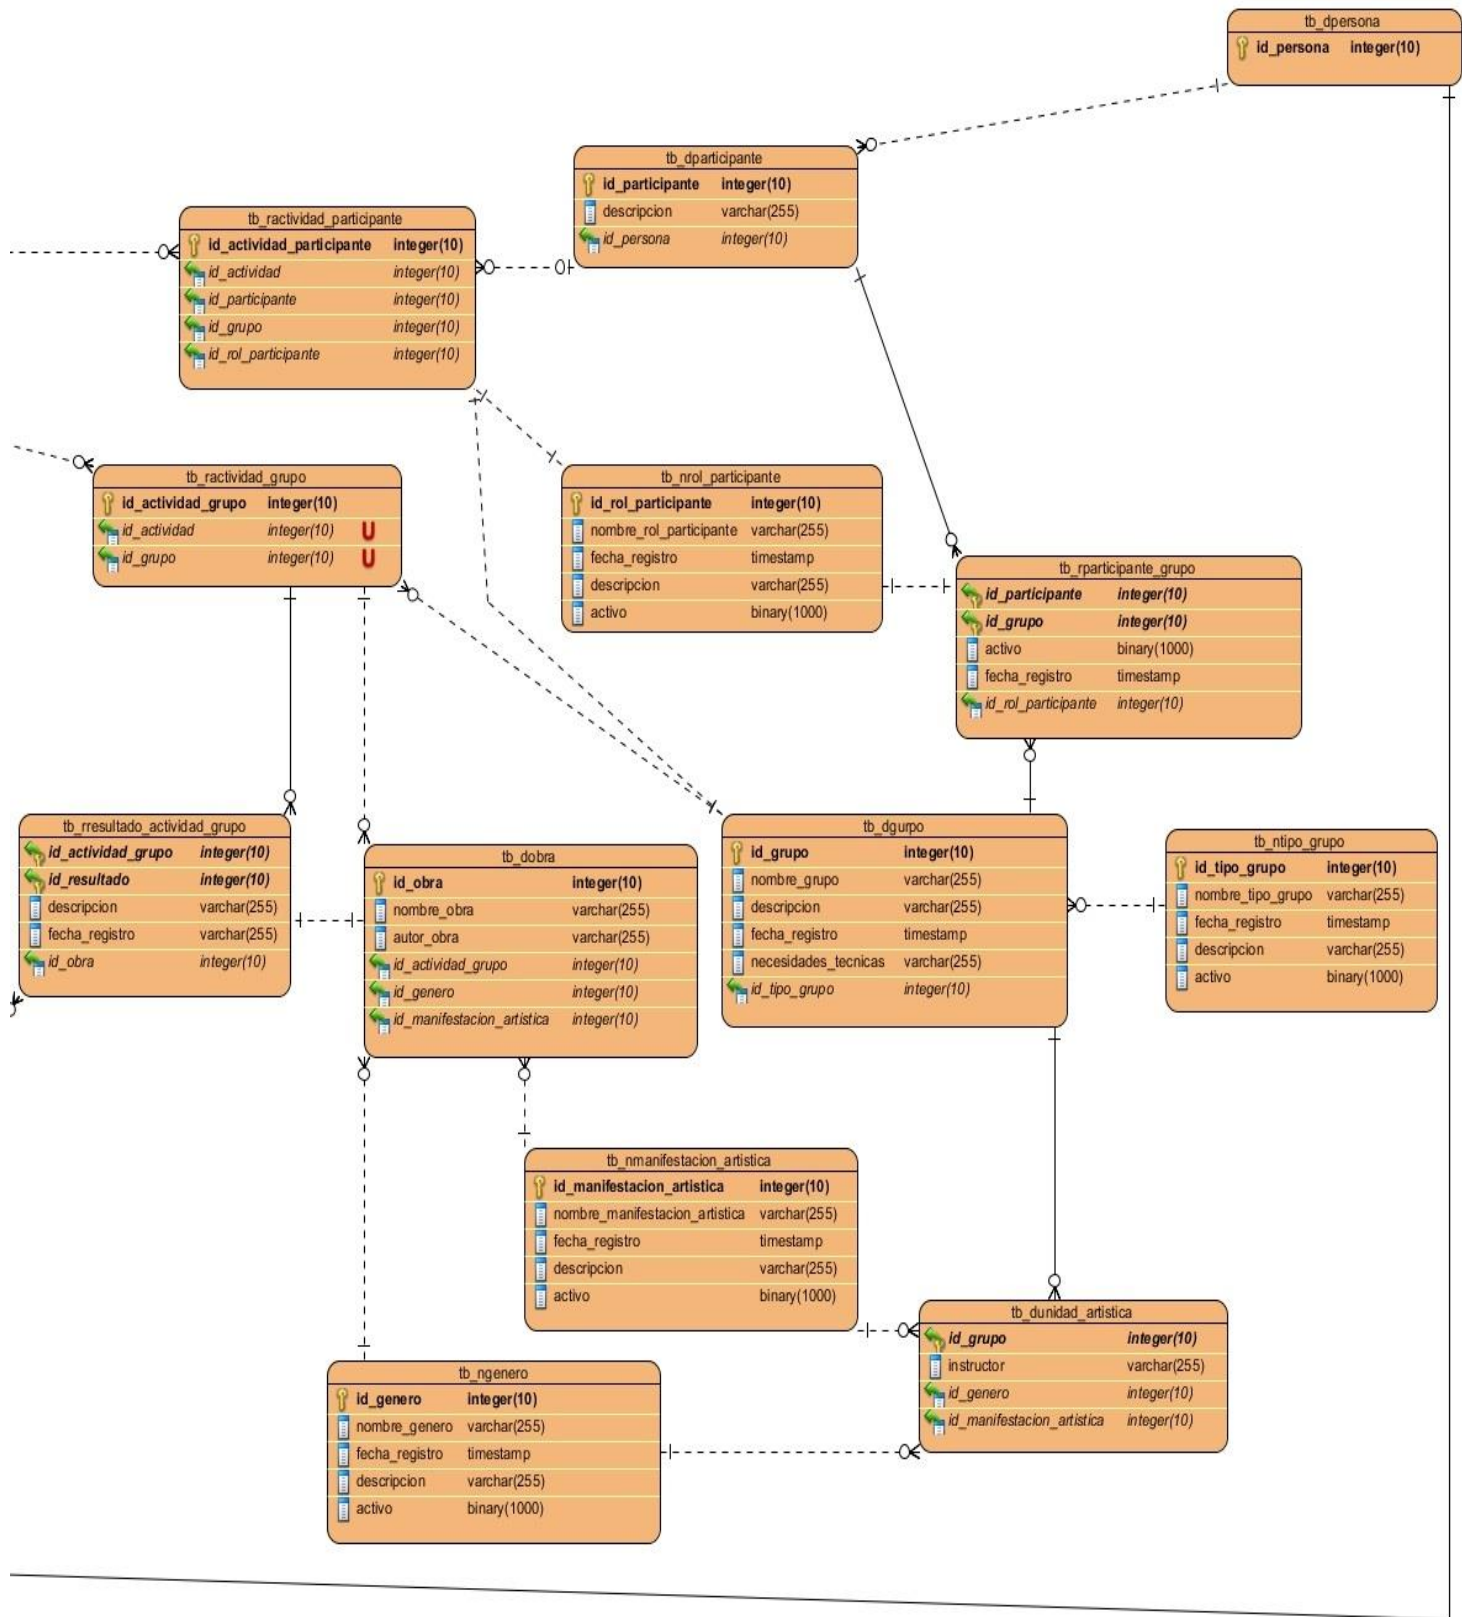 tb_dpersona
id_persona integer(10)
tb_dparticipante
id_participante integer(10)
descripcion varchar(255)
id_persona integer(10)
tb_ractividad_participante
id_actividad_participante integer(10)
id_actividad integer(10)
id_participante integer(10)
id_grupo integer(10)
id_rol_participante integer(10)
tb_ractividad_grupo
id_actividad_grupo integer(10)
id_actividad integer(10) U
id_grupo integer(10) U
tb_nrol_participante
id_rol_participante integer(10)
nombre_rol_participante varchar(255)
fecha_registro timestamp
descripcion varchar(255)
activo binary(1000)
tb_rparticipante_grupo
id_participante integer(10)
id_grupo integer(10)
activo binary(1000)
fecha_registro timestamp
id_rol_participante integer(10)
tb_rresultado_actividad_grupo
id_actividad_grupo integer(10)
id_resultado integer(10)
descripcion varchar(255)
fecha_registro varchar(255)
id_obra integer(10)
tb_dobra
id_obra integer(10)
nombre_obra varchar(255)
autor_obra varchar(255)
id_actividad_grupo integer(10)
id_genero integer(10)
id_manifestacion_artistica integer(10)
tb_dgurpo
id_grupo integer(10)
nombre_grupo varchar(255)
descripcion varchar(255)
fecha_registro timestamp
necesidades_tecnicas varchar(255)
id_tipo_grupo integer(10)
tb_ntipo_grupo
id_tipo_grupo integer(10)
nombre_tipo_grupo varchar(255)
fecha_registro timestamp
descripcion varchar(255)
activo binary(1000)
tb_nmanifestacion_artistica
id_manifestacion_artistica integer(10)
nombre_manifestacion_artistica varchar(255)
fecha_registro timestamp
descripcion varchar(255)
activo binary(1000)
tb_dunidad_artistica
id_grupo integer(10)
instructor varchar(255)
id_genero integer(10)
id_manifestacion_artistica integer(10)
tb_ngenero
id_genero integer(10)
nombre_genero varchar(255)
fecha_registro timestamp
descripcion varchar(255)
activo binary(1000)